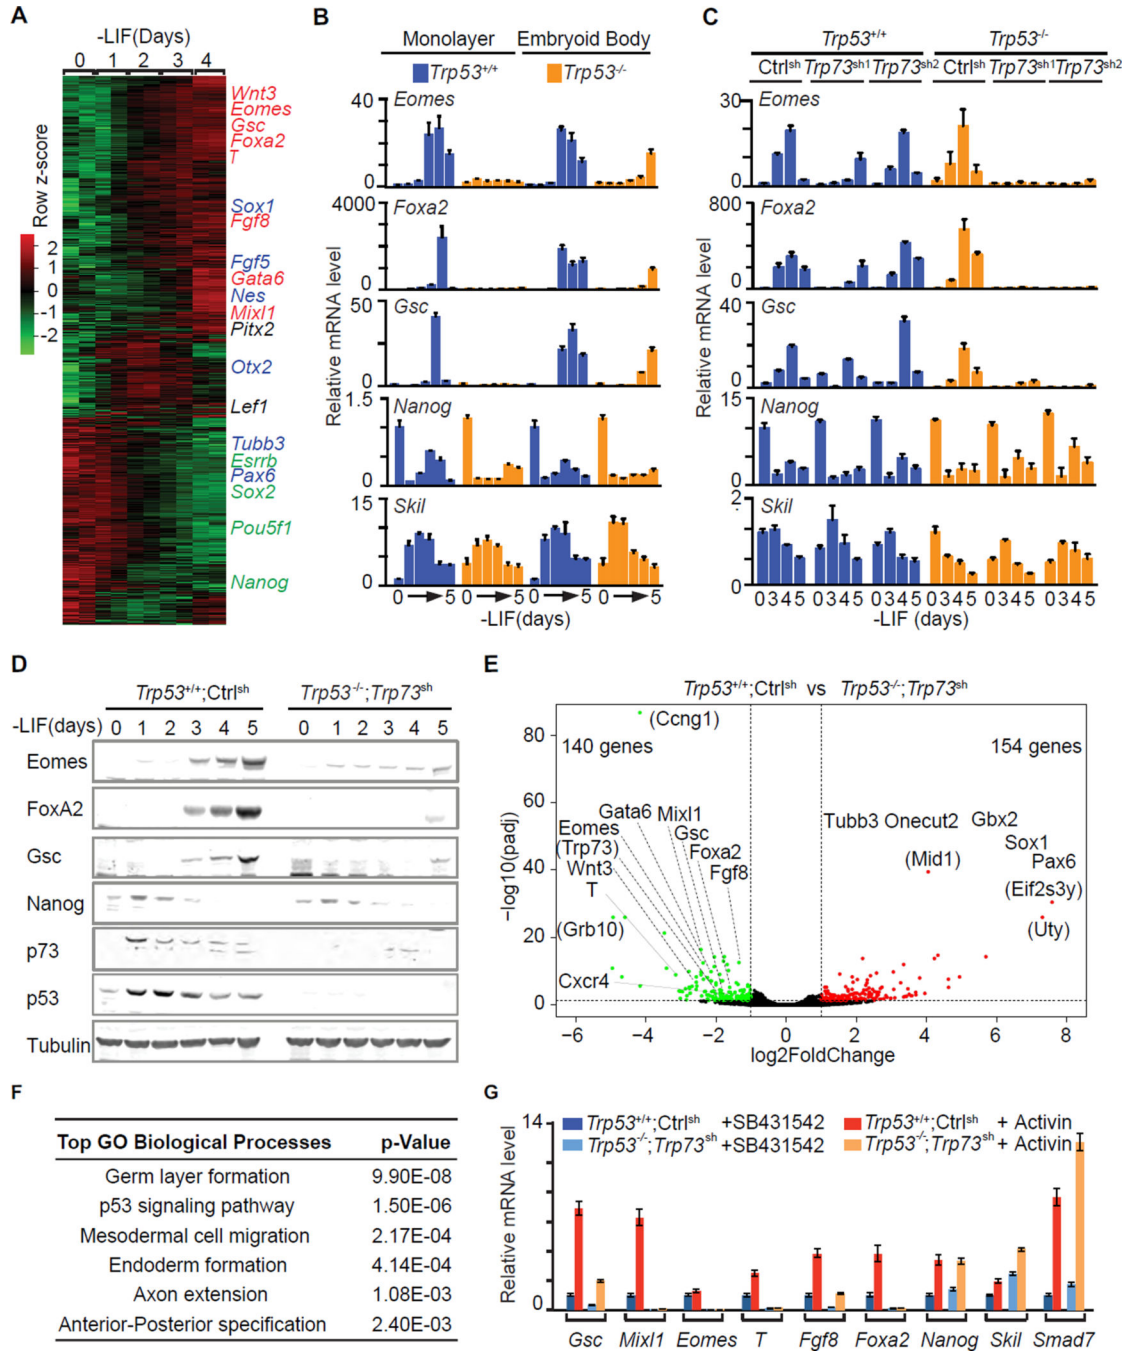 A
-LIF(Days)
0 1 2 3 4
Row z-score
2
1
0
-1
-2
Wnt3
Eomes
Gsc
Foxa2
T
Sox1
Fgf8
Fgf5
Gata6
Nes
Mixl1
Pitx2
Otx2
Lef1
Tubb3
Esrrb
Pax6
Sox2
Pou5f1
Nanog
B
Monolayer Embryoid Body
Trp53+/+ Trp53-/-
Relative mRNA level
40 Eomes
0
4000 Foxa2
0
50 Gsc
0
1.5 Nanog
0
15 Skil
0
0 5 0 5 0 5 0 5
-LIF(days)
C
Trp53+/+ Trp53-/-
Ctrlsh Trp73sh1 Trp73sh2 Ctrlsh Trp73sh1 Trp73sh2
Relative mRNA level
30 Eomes
0
800 Foxa2
0
40 Gsc
0
15 Nanog
0
2 Skil
0
0345 0345 0345 0345 0345 0345
-LIF (days)
D
Trp53+/+;Ctrlsh Trp53-/-;Trp73sh
-LIF(days) 0 1 2 3 4 5 0 1 2 3 4 5
Eomes
FoxA2
Gsc
Nanog
p73
p53
Tubulin
E
Trp53+/+;Ctrlsh vs Trp53-/-;Trp73sh
−log10(padj)
80
60
40
20
0
(Ccng1)
140 genes 154 genes
Gata6 Mixl1
Eomes Gsc
(Trp73) Foxa2
Wnt3 Fgf8
T
(Grb10)
Cxcr4
Tubb3 Onecut2 Gbx2
Sox1
(Mid1) Pax6
(Eif2s3y)
(Uty)
−6 −4 −2 0 2 4 6 8
log2FoldChange
F
Top GO Biological Processes p-Value
Germ layer formation 9.90E-08
p53 signaling pathway 1.50E-06
Mesodermal cell migration 2.17E-04
Endoderm formation 4.14E-04
Axon extension 1.08E-03
Anterior-Posterior specification 2.40E-03
G
Relative mRNA level
14
0
Trp53+/+;Ctrlsh +SB431542 Trp53+/+;Ctrlsh + Activin
Trp53-/-;Trp73sh +SB431542 Trp53-/-;Trp73sh + Activin
Gsc Mixl1 Eomes T Fgf8 Foxa2 Nanog Skil Smad7